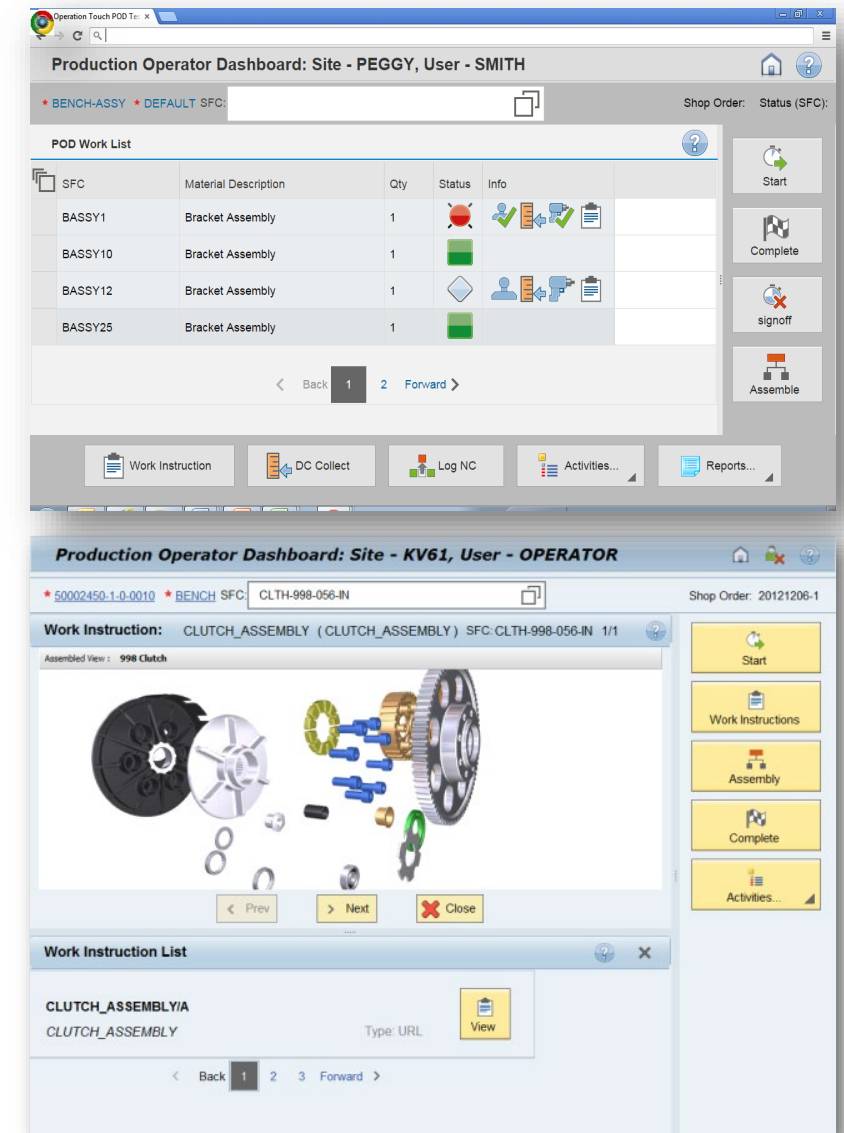 Operation Touch POD Te: ×
Production Operator Dashboard: Site - PEGGY, User - SMITH
* BENCH-ASSY * DEFAULT SFC: Shop Order: Status (SFC):
POD Work List
SFC Material Description Qty Status Info
BASSY1 Bracket Assembly 1
BASSY10 Bracket Assembly 1
BASSY12 Bracket Assembly 1
BASSY25 Bracket Assembly 1
Back 1 2 Forward
Start
Complete
signoff
Assemble
Work Instruction DC Collect Log NC Activities... Reports...
Production Operator Dashboard: Site - KV61, User - OPERATOR
* 50002450-1-0-0010 * BENCH SFC: CLTH-998-056-IN Shop Order: 20121206-1
Work Instruction: CLUTCH_ASSEMBLY (CLUTCH_ASSEMBLY) SFC: CLTH-998-056-IN 1/1
Assembled View : 998 Clutch
Prev Next Close
Start
Work Instructions
Assembly
Complete
Activities...
Work Instruction List
CLUTCH_ASSEMBLY/A
CLUTCH_ASSEMBLY Type: URL View
Back 1 2 3 Forward